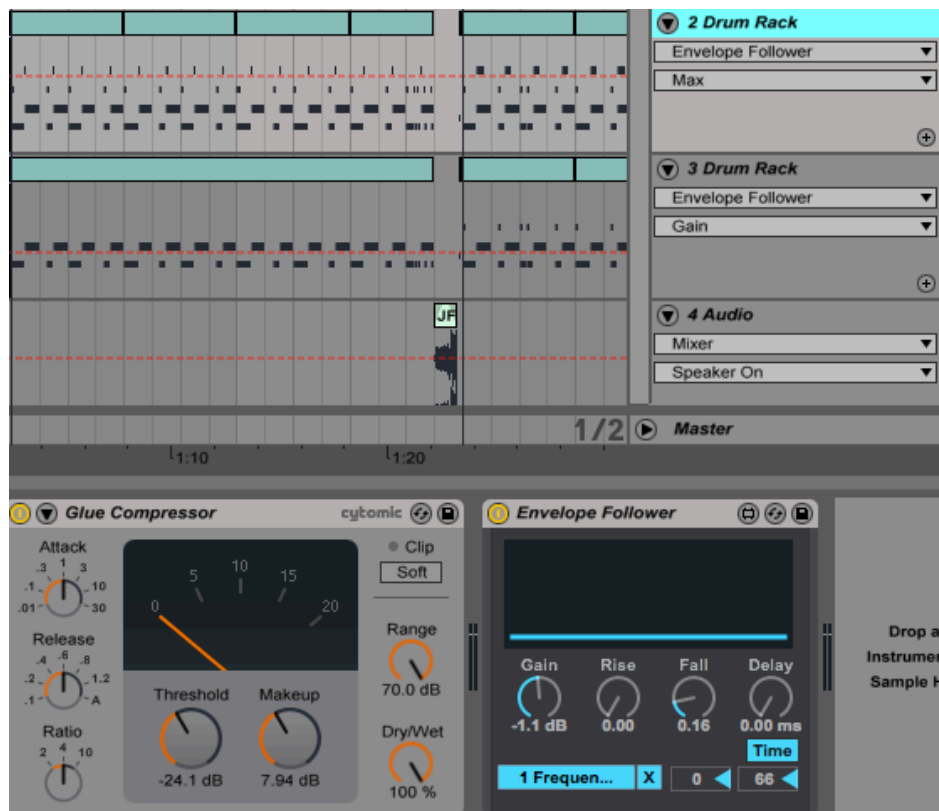 2 Drum Rack
Envelope Follower
Max
3 Drum Rack
Envelope Follower
Gain
4 Audio
JF
Mixer
Speaker On
1/2
Master
1:10
1:20
Glue Compressor
cytomic
Envelope Follower
Attack
.01 .1 .3 1 3 10 30
Clip
Soft
0 5 10 15 20
Release
.1 .2 .4 .6 .8 1.2 A
Range
70.0 dB
Threshold
-24.1 dB
Makeup
7.94 dB
Ratio
2 4 10
Dry/Wet
100 %
Gain
-1.1 dB
Rise
0.00
Fall
0.16
Delay
0.00 ms
Time
1 Frequen...
X
0
66
Drop a
Instrumer
Sample H